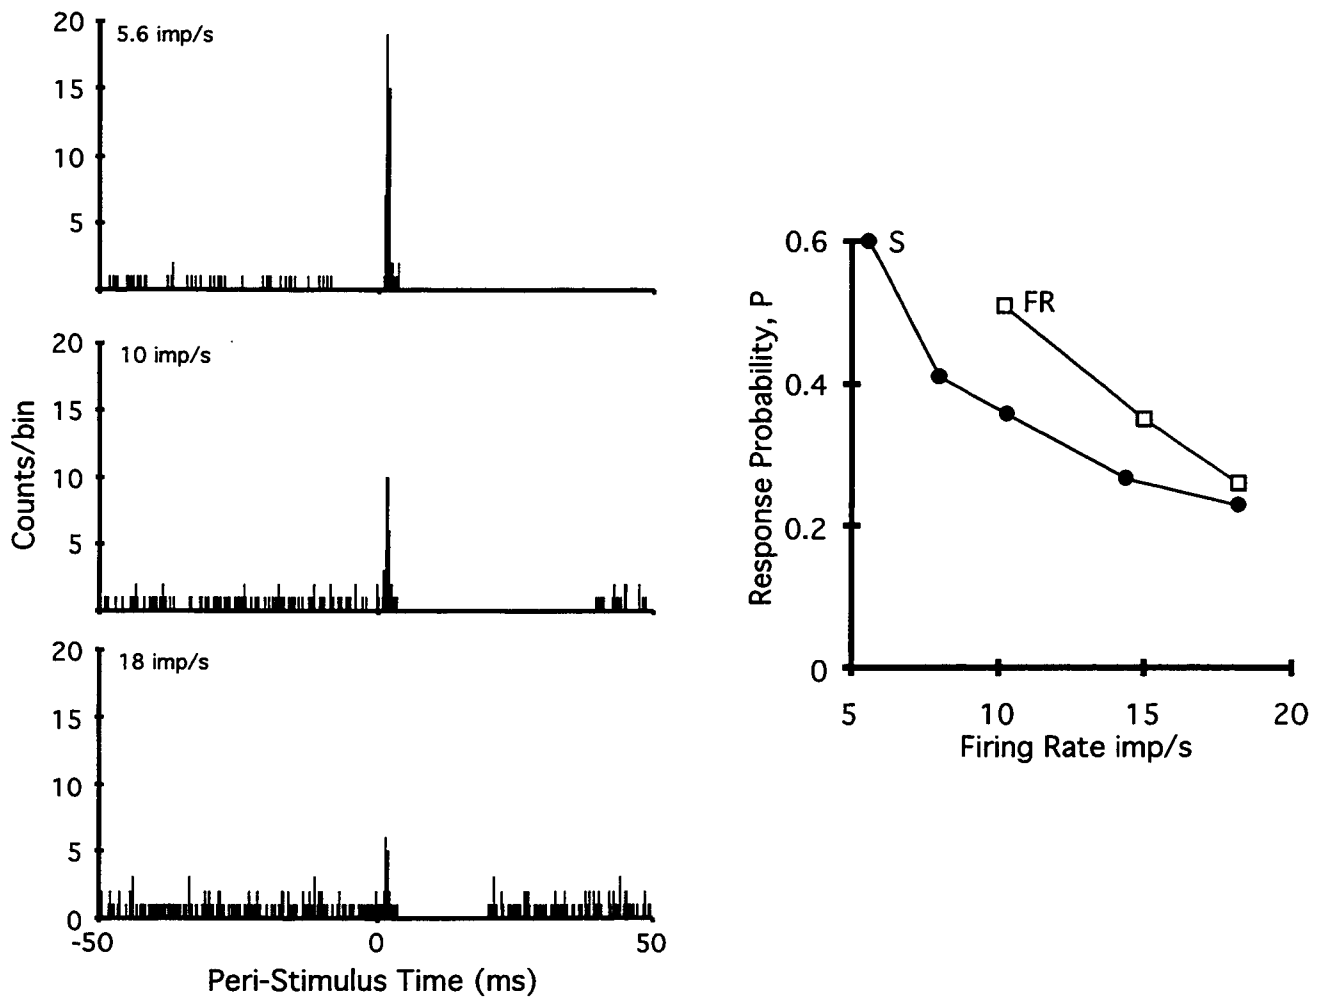 20
5.6 imp/s
15
10
5
20
10 imp/s
15
10
5
Counts/bin
20
18 imp/s
15
10
5
0
-50
0
50
Peri-Stimulus Time (ms)
0.6
S
FR
0.4
0.2
0
Response Probability, P
5
10
15
20
Firing Rate imp/s